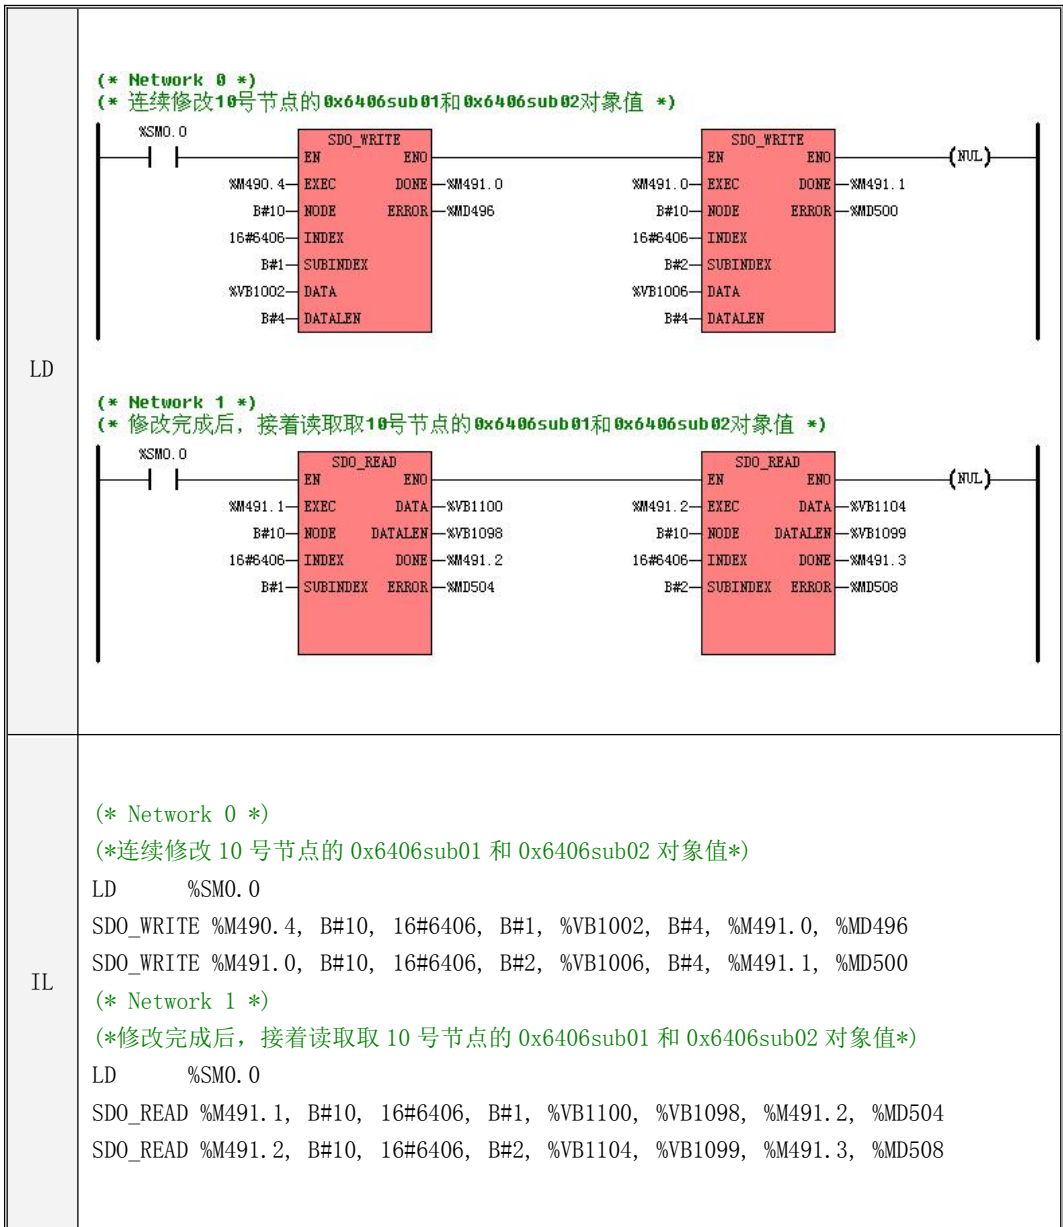 (* Network 0 *)
(* 连续修改10号节点的0x6406sub01和0x6406sub02对象值 *)
%SM0.0
SDO_WRITE SDO_WRITE
EN ENO EN ENO (NUL)
%M490.4 EXEC DONE %M491.0 %M491.0 EXEC DONE %M491.1
B#10 NODE ERROR %MD496 B#10 NODE ERROR %MD500
16#6406 INDEX 16#6406 INDEX
B#1 SUBINDEX B#2 SUBINDEX
%VB1002 DATA %VB1006 DATA
B#4 DATALEN B#4 DATALEN
LD
(* Network 1 *)
(* 修改完成后，接着读取取10号节点的0x6406sub01和0x6406sub02对象值 *)
%SM0.0
SDO_READ SDO_READ
EN ENO EN ENO (NUL)
%M491.1 EXEC DATA %VB1100 %M491.2 EXEC DATA %VB1104
B#10 NODE DATALEN %VB1098 B#10 NODE DATALEN %VB1099
16#6406 INDEX DONE %M491.2 16#6406 INDEX DONE %M491.3
B#1 SUBINDEX ERROR %MD504 B#2 SUBINDEX ERROR %MD508
(* Network 0 *)
(*连续修改 10 号节点的 0x6406sub01 和 0x6406sub02 对象值*)
LD %SM0.0
SDO_WRITE %M490.4, B#10, 16#6406, B#1, %VB1002, B#4, %M491.0, %MD496
SDO_WRITE %M491.0, B#10, 16#6406, B#2, %VB1006, B#4, %M491.1, %MD500
IL
(* Network 1 *)
(*修改完成后，接着读取取 10 号节点的 0x6406sub01 和 0x6406sub02 对象值*)
LD %SM0.0
SDO_READ %M491.1, B#10, 16#6406, B#1, %VB1100, %VB1098, %M491.2, %MD504
SDO_READ %M491.2, B#10, 16#6406, B#2, %VB1104, %VB1099, %M491.3, %MD508